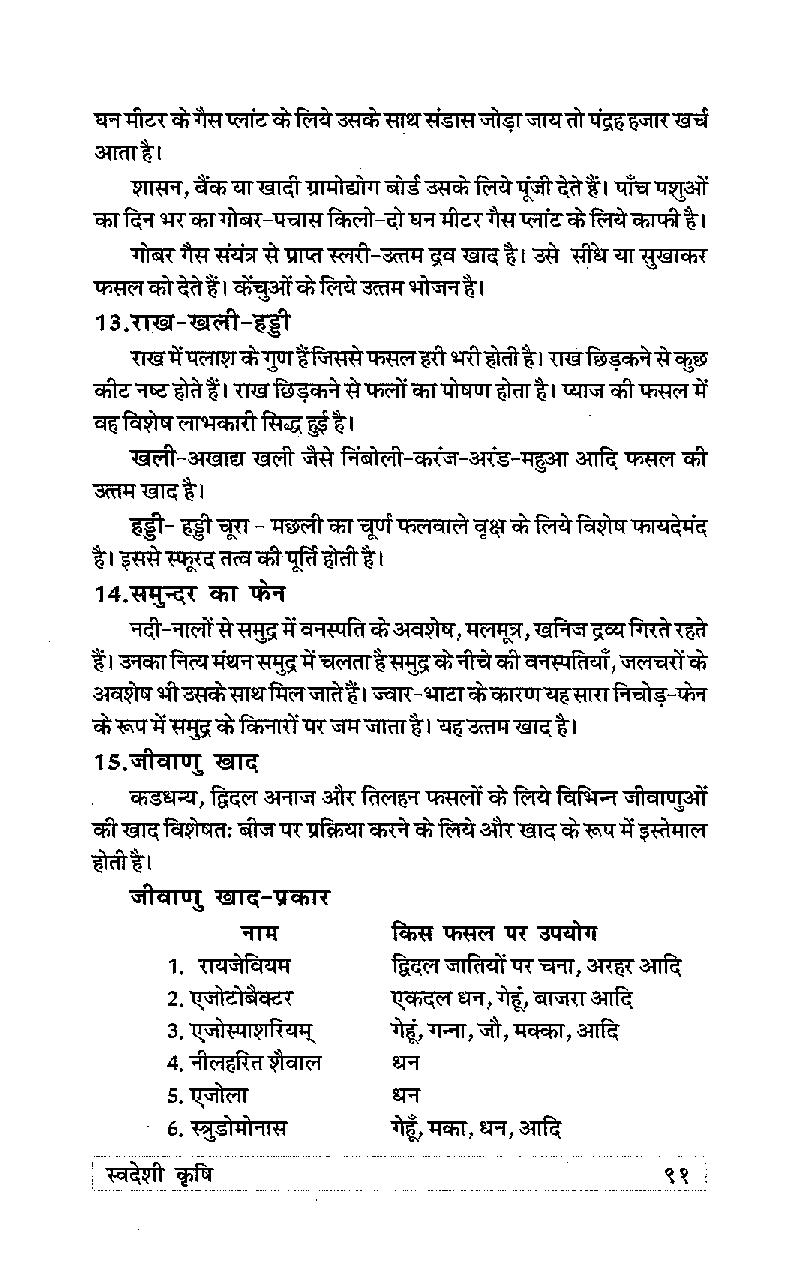 घन मीटर के गैस प्लांट के लिये उसके साथ संडास जोड़ा जाय तो पंद्रह हजार खर्च
आता है।
शासन, बैंक या खादी ग्रामोद्योग बोर्ड उसके लिये पूंजी देते हैं। पाँच पशुओं
का दिन भर का गोबर-पचास किलो-दो घन मीटर गैस प्लांट के लिये काफी है।
गोबर गैस संयंत्र से प्राप्त स्लरी-उत्तम द्रव खाद है। उसे सीधे या सुखाकर
फसल को देते हैं। केंचुओं के लिये उत्तम भोजन है।
13.राख-खली-हड्डी
राख में पलाश के गुण हैं जिससे फसल हरी भरी होती है। राख छिड़कने से कुछ
कीट नष्ट होते हैं। राख छिड़कने से फलों का पोषण होता है। प्याज की फसल में
वह विशेष लाभकारी सिद्ध हुई है।
खली-अखाद्य खली जैसे निंबोली-करंज-अरंड-महुआ आदि फसल की
उत्तम खाद है।
हड्डी- हड्डी चूरा - मछली का चूर्ण फलवाले वृक्ष के लिये विशेष फायदेमंद
है। इससे स्फूरद तत्व की पूर्ति होती है।
14.समुन्दर का फेन
नदी-नालों से समुद्र में वनस्पति के अवशेष, मलमूत्र, खनिज द्रव्य गिरते रहते
हैं। उनका नित्य मंथन समुद्र में चलता है समुद्र के नीचे की वनस्पतियाँ, जलचरों के
अवशेष भी उसके साथ मिल जाते हैं। ज्वार-भाटा के कारण यह सारा निचोड़-फेन
के रूप में समुद्र के किनारों पर जम जाता है। यह उत्तम खाद है।
15.जीवाणु खाद
कडधन्य, द्विदल अनाज और तिलहन फसलों के लिये विभिन्न जीवाणुओं
की खाद विशेषतः बीज पर प्रक्रिया करने के लिये और खाद के रूप में इस्तेमाल
होती है।
जीवाणु खाद-प्रकार
नाम किस फसल पर उपयोग
1. रायजेवियम द्विदल जातियों पर चना, अरहर आदि
2. एजोटोबैक्टर एकदल धन, गेहूं, बाजरा आदि
3. एजोस्पाशरियम् गेहूं, गन्ना, जौ, मक्का, आदि
4. नीलहरित शैवाल धन
5. एजोला धन
6. स्त्रुडोमोनास गेहूँ, मका, धन, आदि
स्वदेशी कृषि ९१